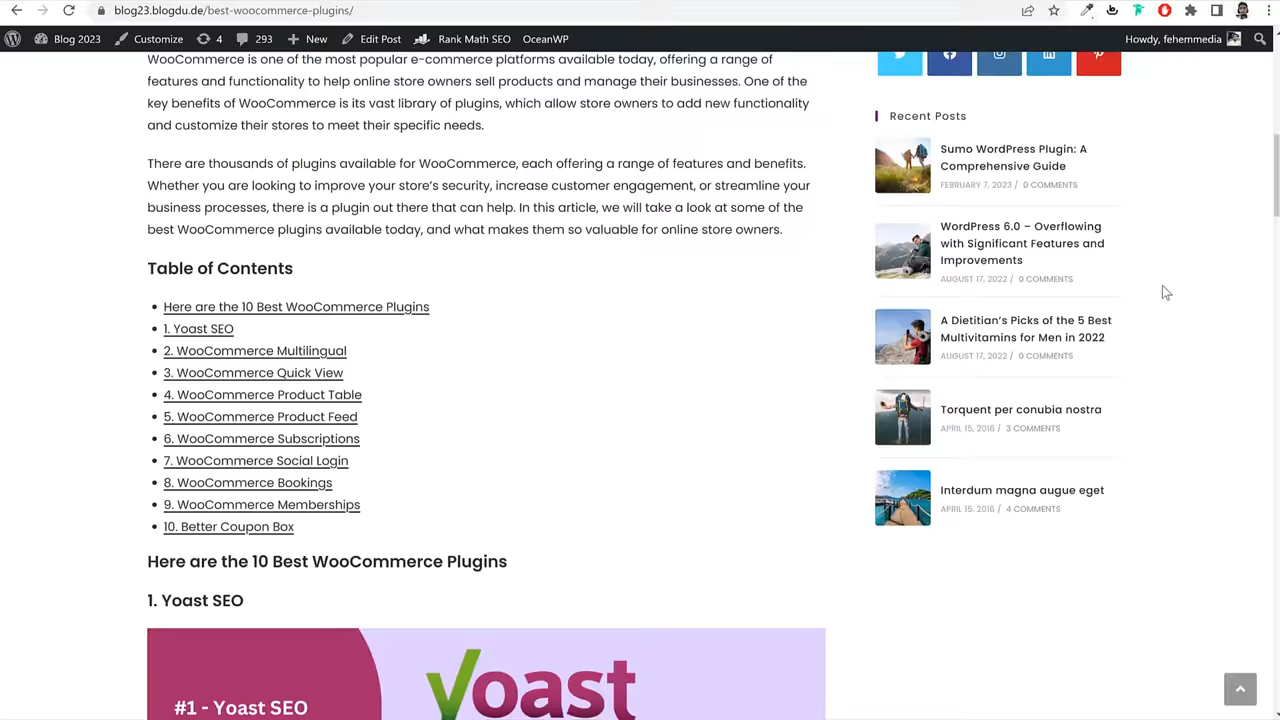 blog23.blogdu.de/best-woocommerce-plugins/
Blog 2023
Customize
4
293
New
Edit Post
Rank Math SEO
OceanWP
Howdy, fehemmedia
WooCommerce is one of the most popular e-commerce platforms available today, offering a range of
features and functionality to help online store owners sell products and manage their businesses. One of the
key benefits of WooCommerce is its vast library of plugins, which allow store owners to add new functionality
and customize their stores to meet their specific needs.
There are thousands of plugins available for WooCommerce, each offering a range of features and benefits.
Whether you are looking to improve your store's security, increase customer engagement, or streamline your
business processes, there is a plugin out there that can help. In this article, we will take a look at some of the
best WooCommerce plugins available today, and what makes them so valuable for online store owners.
Table of Contents
Here are the 10 Best WooCommerce Plugins
1. Yoast SEO
2. WooCommerce Multilingual
3. WooCommerce Quick View
4. WooCommerce Product Table
5. WooCommerce Product Feed
6. WooCommerce Subscriptions
7. WooCommerce Social Login
8. WooCommerce Bookings
9. WooCommerce Memberships
10. Better Coupon Box
Here are the 10 Best WooCommerce Plugins
1. Yoast SEO
#1 - Yoast SEO
yoast
Recent Posts
Sumo WordPress Plugin: A
Comprehensive Guide
FEBRUARY 7, 2023 / 0 COMMENTS
WordPress 6.0 – Overflowing
with Significant Features and
Improvements
AUGUST 17, 2022 / 0 COMMENTS
A Dietitian's Picks of the 5 Best
Multivitamins for Men in 2022
AUGUST 17, 2022 / 0 COMMENTS
Torquent per conubia nostra
APRIL 15, 2016 / 3 COMMENTS
Interdum magna augue eget
APRIL 15, 2016 / 4 COMMENTS